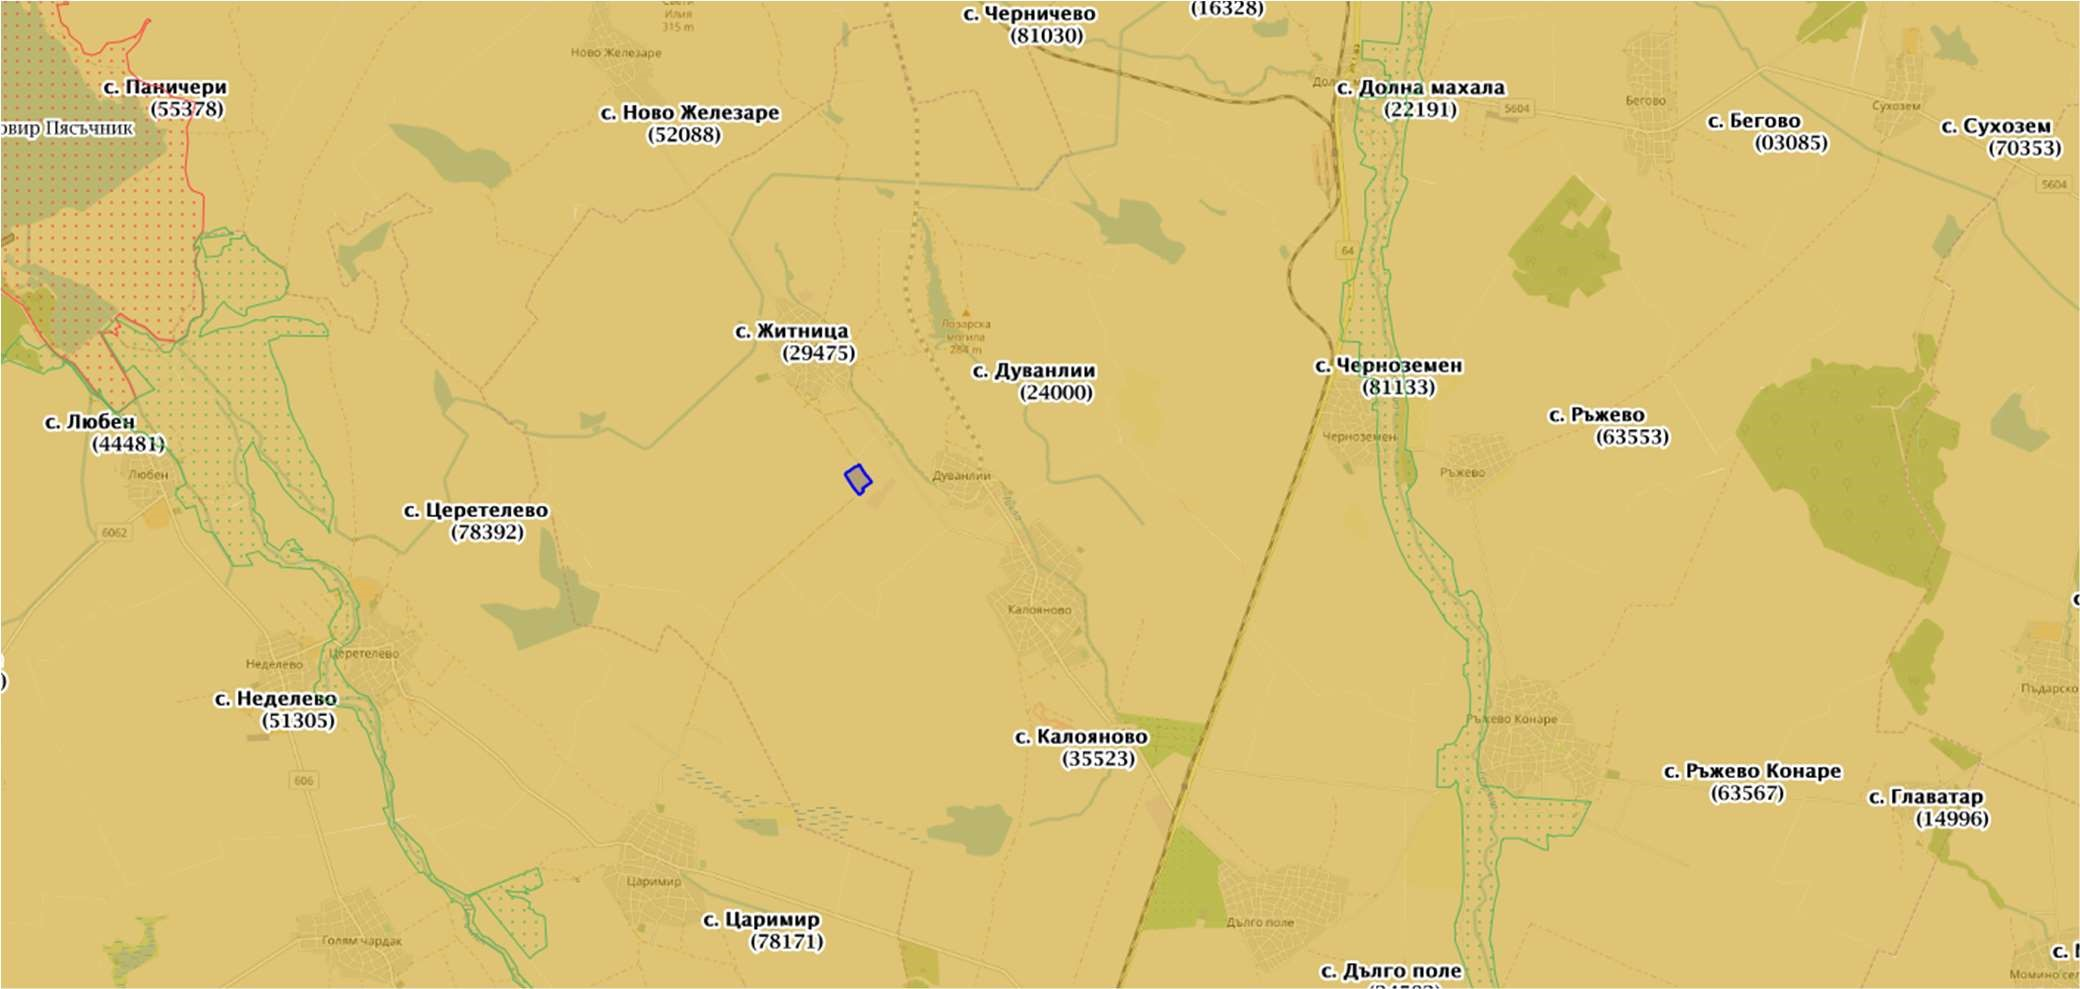 Илия
315 m
с. Черничево
(81030)
(16328)
Ново Железаре
с. Паничери
(55378)
с. Ново Железаре
(52088)
с. Долна махала
(22191)
5604
Бегово
с. Бегово
(03085)
Сухозем
с. Сухозем
(70353)
Пясъчник
5604
64
с. Житница
(29475)
Лозарска
могила
284 m
с. Дуванлии
(24000)
с. Черноземен
(81133)
Черноземен
с. Ръжево
(63553)
Ръжево
с. Любен
(44481)
Любен
Дуванлии
с. Церетелево
(78392)
6062
Калояново
Неделево
Церетелево
с. Неделево
(51305)
Пъдарско
Ръжево Конаре
с. Калояново
(35523)
с. Ръжево Конаре
(63567)
606
с. Главатар
(14996)
Царимир
с. Царимир
(78171)
Голям чардак
Дълго поле
с. Дълго поле
Момино